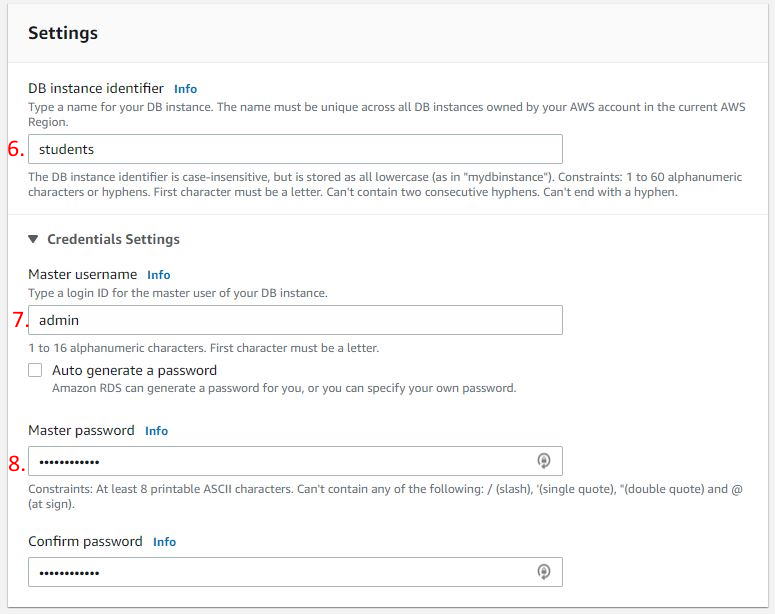 Settings
DB instance identifier Info
Type a name for your DB instance. The name must be unique across all DB instances owned by your AWS account in the current AWS
Region.
6. students
The DB instance identifier is case-insensitive, but is stored as all lowercase (as in "mydbinstance"). Constraints: 1 to 60 alphanumeric
characters or hyphens. First character must be a letter. Can't contain two consecutive hyphens. Can't end with a hyphen.
▼ Credentials Settings
Master username Info
Type a login ID for the master user of your DB instance.
7. admin
1 to 16 alphanumeric characters. First character must be a letter.
Auto generate a password
Amazon RDS can generate a password for you, or you can specify your own password.
Master password Info
8. ••••••••••••
Constraints: At least 8 printable ASCII characters. Can't contain any of the following: / (slash), '(single quote), "(double quote) and @
(at sign).
Confirm password Info
••••••••••••